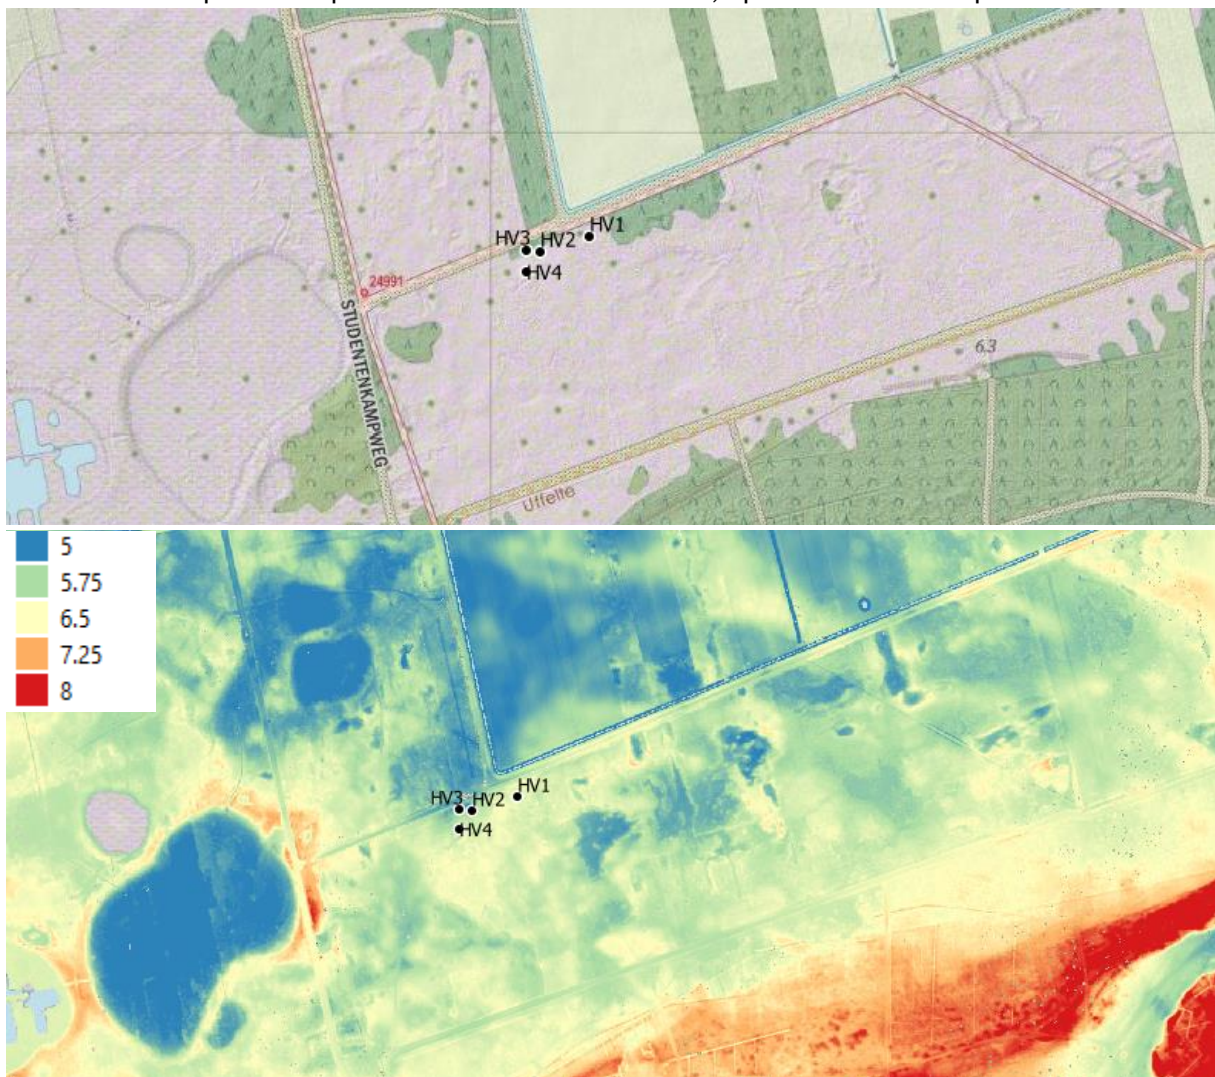 HV1
HV3
HV2
HV4
24991
STUDENTENKAMPWEG
6.3
Uffelte
5
5.75
6.5
7.25
8
HV1
HV3
HV2
HV4